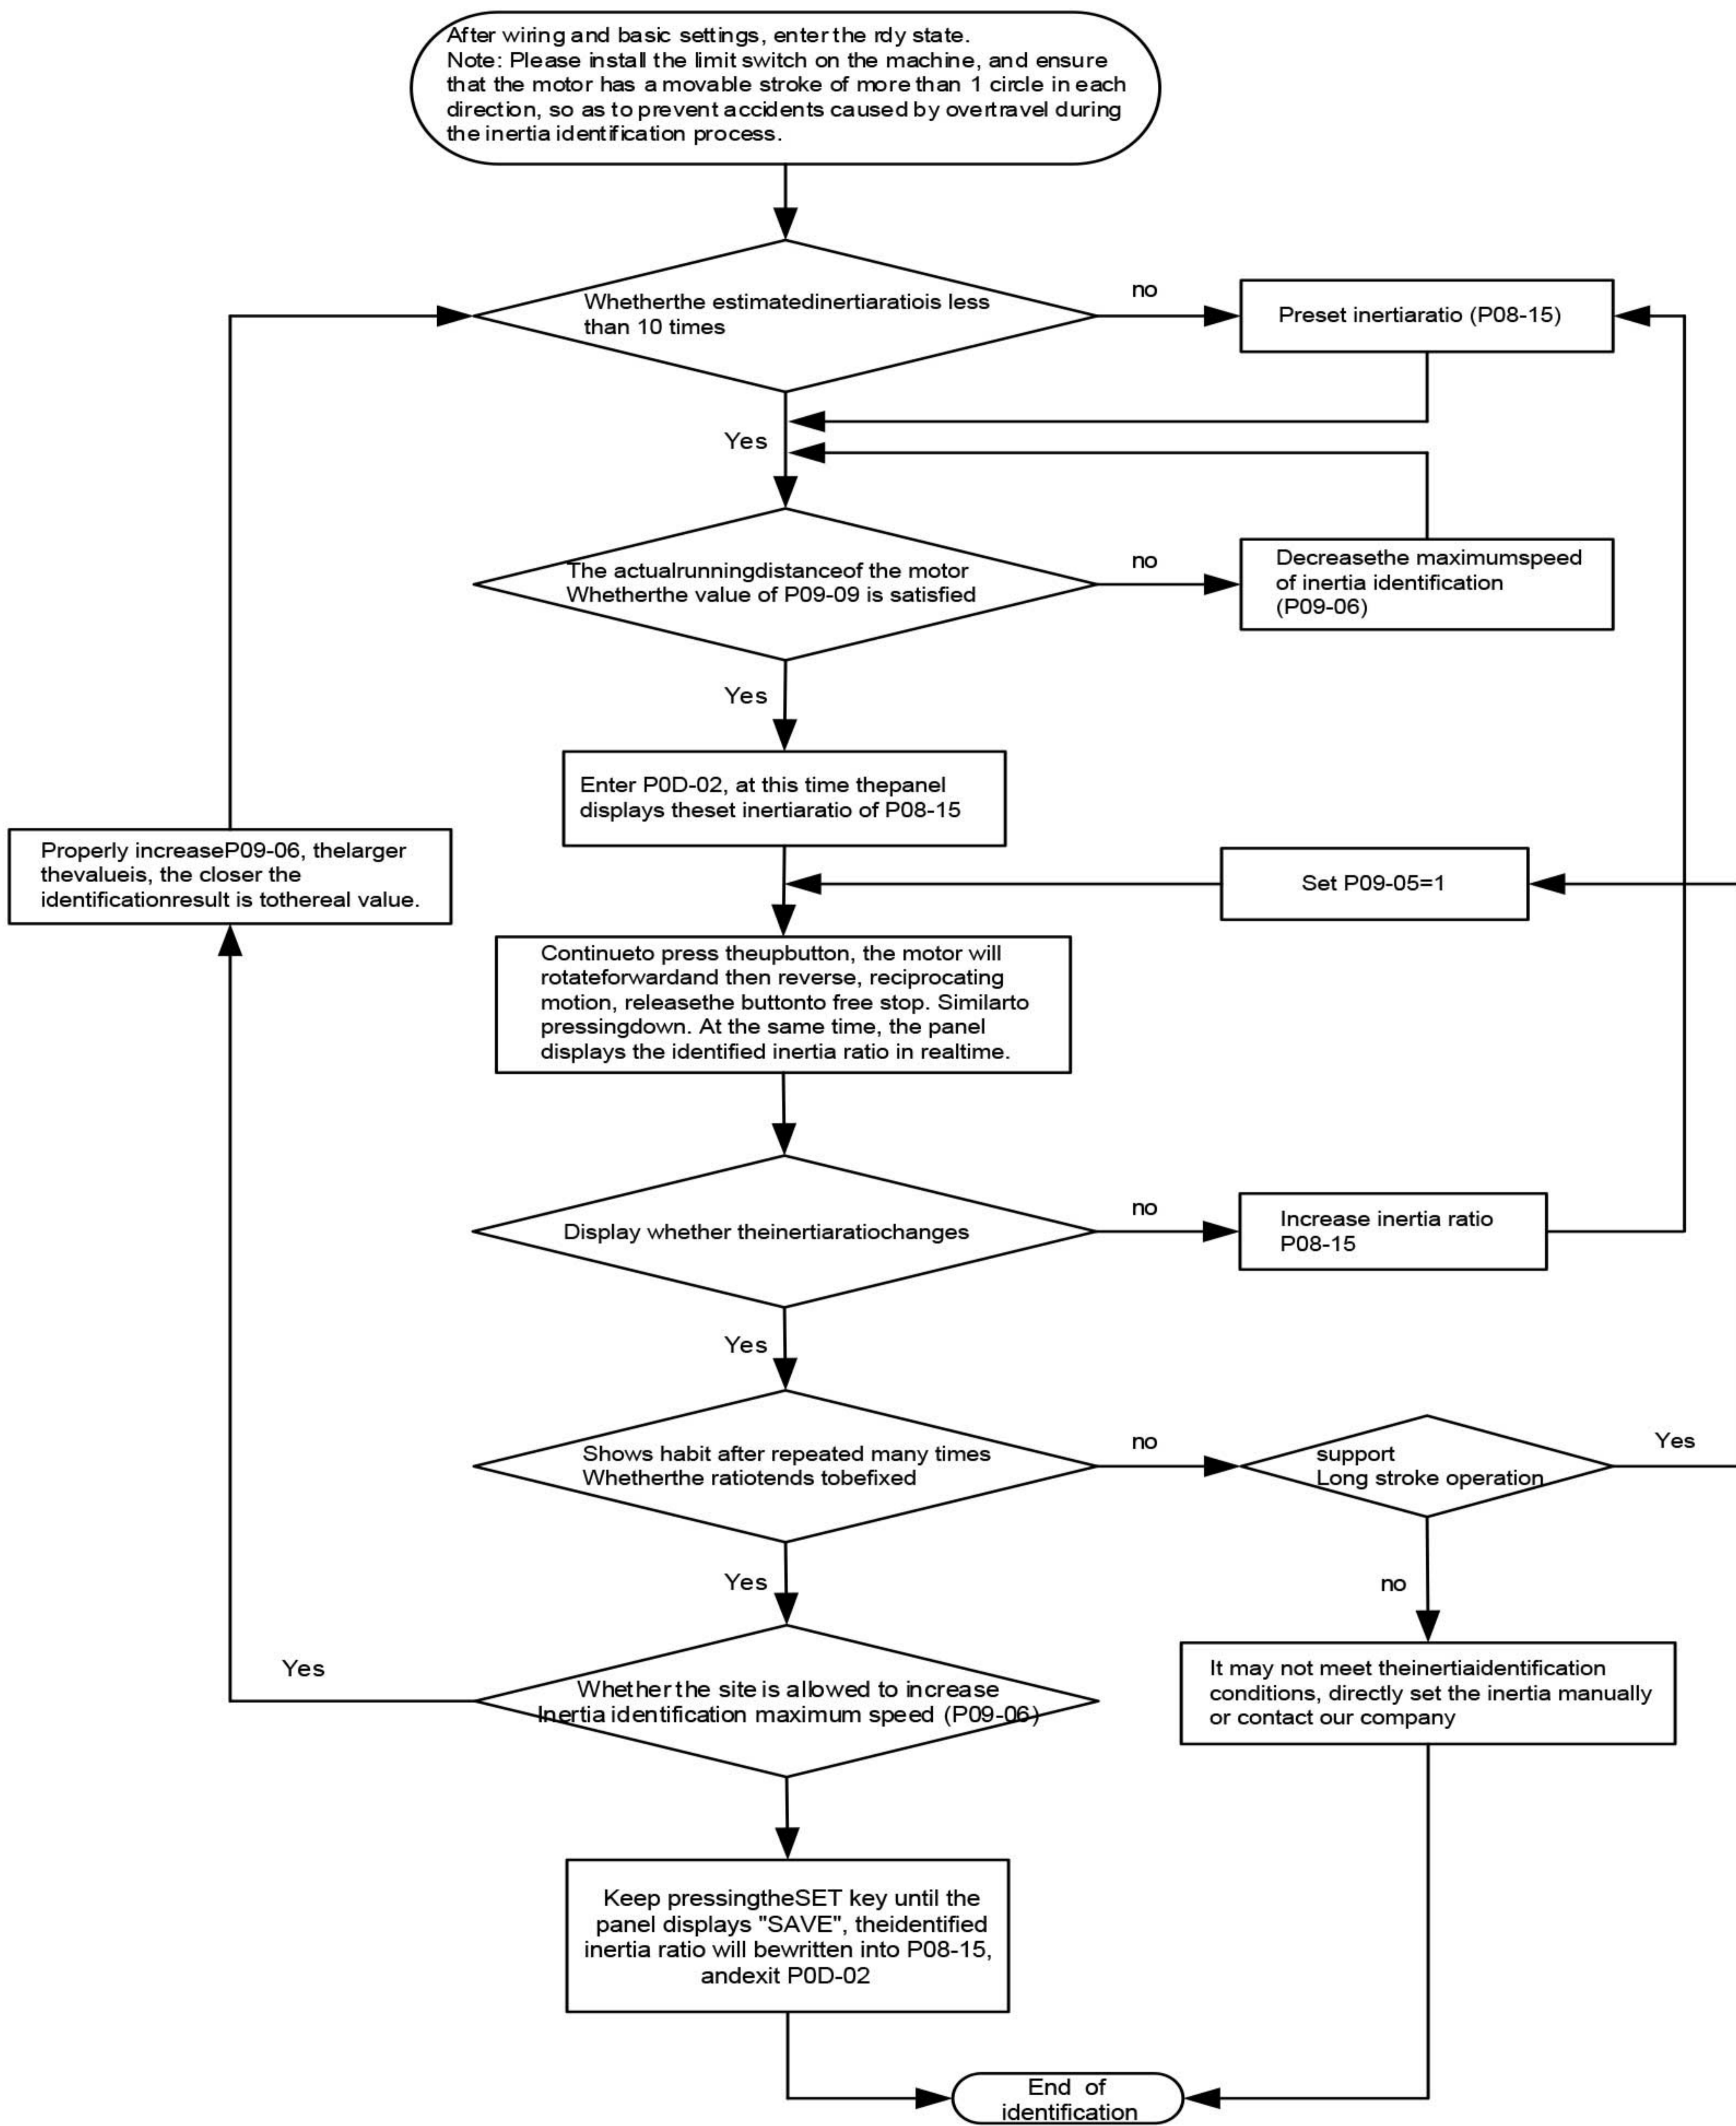 After wiring and basic settings, enter the rdy state.
Note: Please install the limit switch on the machine, and ensure
that the motor has a movable stroke of more than 1 circle in each
direction, so as to prevent accidents caused by overtravel during
the inertia identification process.
Whetherthe estimatedinertiaratiois less
than 10 times
no
Preset inertiaratio (P08-15)
Yes
The actualrunningdistanceof the motor
Whetherthe value of P09-09 is satisfied
no
Decreasethe maximumspeed
of inertia identification
(P09-06)
Yes
Enter P0D-02, at this time thepanel
displays theset inertiaratio of P08-15
Properly increaseP09-06, thelarger
thevalueis, the closer the
identificationresult is tothereal value.
Set P09-05=1
Continueto press theupbutton, the motor will
rotateforwardand then reverse, reciprocating
motion, releasethe buttonto free stop. Similarto
pressingdown. At the same time, the panel
displays the identified inertia ratio in realtime.
Display whether theinertiaratiochanges
no
Increase inertia ratio
P08-15
Yes
Shows habit after repeated many times
Whetherthe ratiotends tobefixed
no
support
Long stroke operation
Yes
Yes
no
Whether the site is allowed to increase
Inertia identification maximum speed (P09-06)
Yes
It may not meet theinertiaidentification
conditions, directly set the inertia manually
or contact our company
Keep pressingtheSET key until the
panel displays "SAVE", theidentified
inertia ratio will bewritten into P08-15,
andexit P0D-02
End of
identification